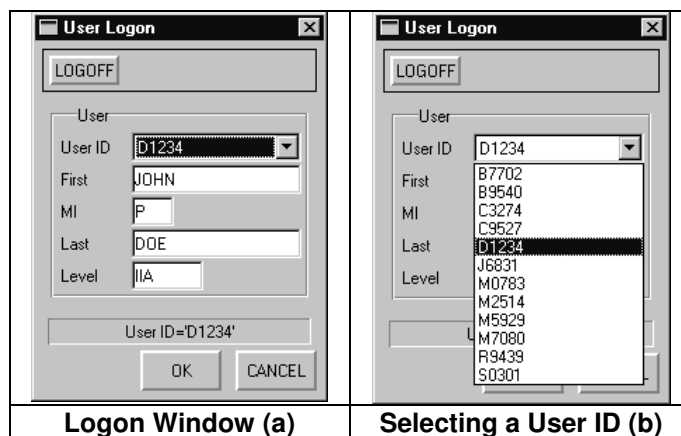 User Logon
LOGOFF
User
User ID D1234
First JOHN
MI P
Last DOE
Level IIA
User ID='D1234'
OK CANCEL
Logon Window (a)
User Logon
LOGOFF
User
User ID D1234
First
MI
Last
Level
B7702
B9540
C3274
C9527
D1234
J6831
M0783
M2514
M5929
M7080
R9439
S0301
Selecting a User ID (b)